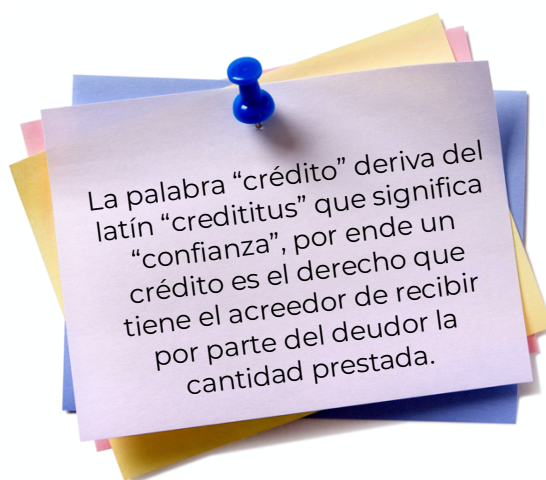 La palabra “crédito” deriva del
latín “credititus” que significa
“confianza”, por ende un
crédito es el derecho que
tiene el acreedor de recibir
por parte del deudor la
cantidad prestada.